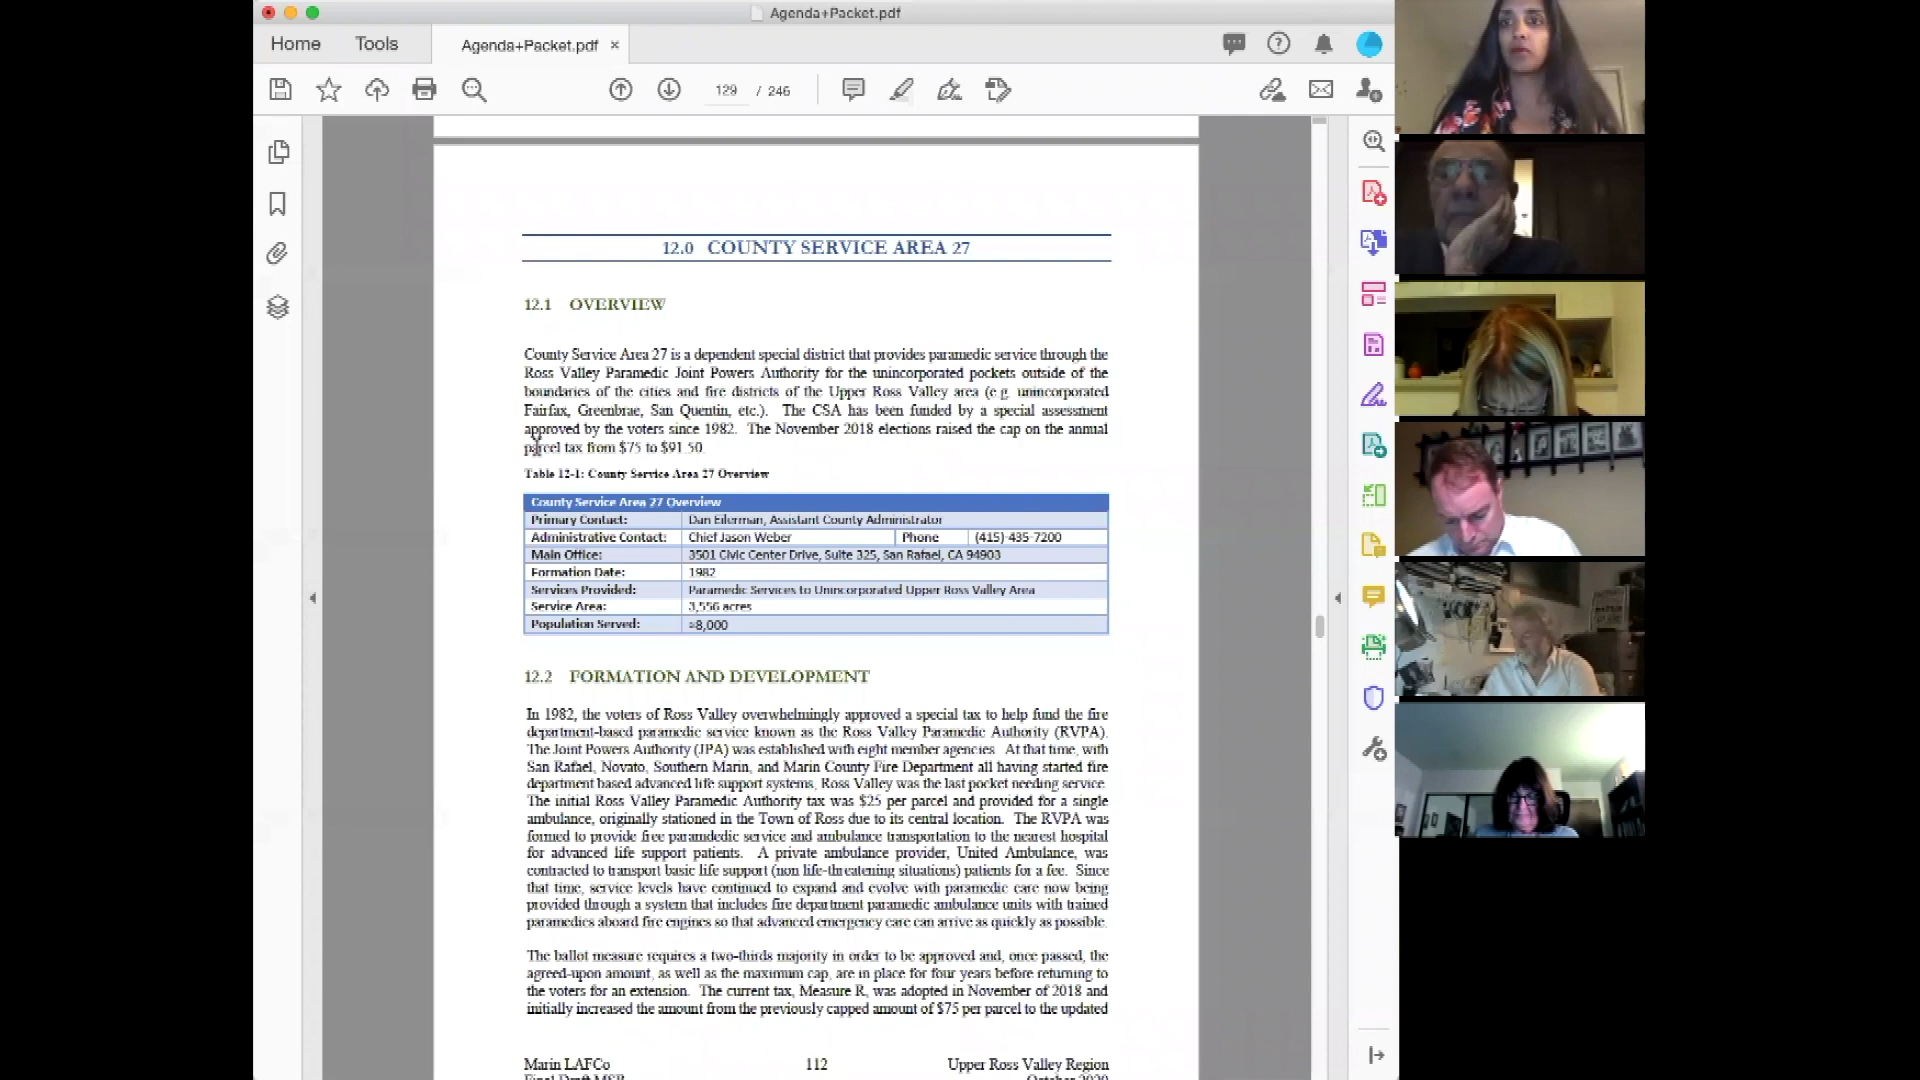 Agenda+Packet.pdf
Home Tools Agenda+Packet.pdf ×
129 / 246
12.0 COUNTY SERVICE AREA 27
12.1 OVERVIEW
County Service Area 27 is a dependent special district that provides paramedic service through the
Ross Valley Paramedic Joint Powers Authority for the unincorporated pockets outside of the
boundaries of the cities and fire districts of the Upper Ross Valley area (e.g. unincorporated
Fairfax, Greenbrae, San Quentin, etc.). The CSA has been funded by a special assessment
approved by the voters since 1982. The November 2018 elections raised the cap on the annual
parcel tax from $75 to $91.50
Table 12-1: County Service Area 27 Overview
County Service Area 27 Overview
Primary Contact: Dan Eilerman, Assistant County Administrator
Administrative Contact: Chief Jason Weber Phone (415)-435-7200
Main Office: 3501 Civic Center Drive, Suite 325, San Rafael, CA 94903
Formation Date: 1982
Services Provided: Paramedic Services to Unincorporated Upper Ross Valley Area
Service Area: 3,556 acres
Population Served: ≈8,000
12.2 FORMATION AND DEVELOPMENT
In 1982, the voters of Ross Valley overwhelmingly approved a special tax to help fund the fire
department-based paramedic service known as the Ross Valley Paramedic Authority (RVPA).
The Joint Powers Authority (JPA) was established with eight member agencies. At that time, with
San Rafael, Novato, Southern Marin, and Marin County Fire Department all having started fire
department based advanced life support systems, Ross Valley was the last pocket needing service.
The initial Ross Valley Paramedic Authority tax was $25 per parcel and provided for a single
ambulance, originally stationed in the Town of Ross due to its central location. The RVPA was
formed to provide free paramdedic service and ambulance transportation to the nearest hospital
for advanced life support patients. A private ambulance provider, United Ambulance, was
contracted to transport basic life support (non life-threatening situations) patients for a fee. Since
that time, service levels have continued to expand and evolve with paramedic care now being
provided through a system that includes fire department paramedic ambulance units with trained
paramedics aboard fire engines so that advanced emergency care can arrive as quickly as possible.
The ballot measure requires a two-thirds majority in order to be approved and, once passed, the
agreed-upon amount, as well as the maximum cap, are in place for four years before returning to
the voters for an extension. The current tax, Measure R, was adopted in November of 2018 and
initially increased the amount from the previously capped amount of $75 per parcel to the updated
Marin LAFCo 112 Upper Ross Valley Region
Final Draft MSR October 2020